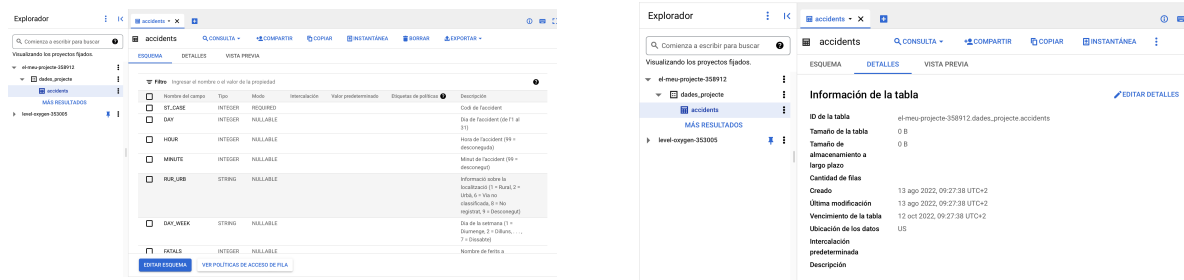 Explorador
accidents
Comienza a escribir para buscar
Visualizando los proyectos fijados.
el-meu-projecte-358912
dades_projecte
accidents
MÁS RESULTADOS
level-oxygen-353005
accidents
CONSULTA
COMPARTIR
COPIAR
INSTANTÁNEA
BORRAR
EXPORTAR
ESQUEMA
DETALLES
VISTA PREVIA
Filtro Ingresar el nombre o el valor de la propiedad
Nombre del campo Tipo Modo Intercalación Valor predeterminado Etiquetas de políticas Descripción
ST_CASE INTEGER REQUIRED Codi de l'accident
DAY INTEGER NULLABLE Dia de l'accident (de l'1 al
31)
HOUR INTEGER NULLABLE Hora de l'accident (99 =
desconeguda)
MINUTE INTEGER NULLABLE Minut de l'accident (99 =
desconegut)
RUR_URB STRING NULLABLE Informació sobre la
localització (1 = Rural, 2 =
Urbà, 6 = Via no
classificada, 8 = No
registrat, 9 = Desconegut)
DAY_WEEK STRING NULLABLE Dia de la setmana (1 =
Diumenge, 2 = Dilluns, . . . ,
7 = Dissabte)
FATALS INTEGER NULLABLE Nombre de ferits a
EDITAR ESQUEMA
VER POLÍTICAS DE ACCESO DE FILA
Explorador
accidents
Comienza a escribir para buscar
Visualizando los proyectos fijados.
el-meu-projecte-358912
dades_projecte
accidents
MÁS RESULTADOS
level-oxygen-353005
accidents
CONSULTA
COMPARTIR
COPIAR
INSTANTÁNEA
ESQUEMA
DETALLES
VISTA PREVIA
Información de la tabla
EDITAR DETALLES
ID de la tabla el-meu-projecte-358912.dades_projecte.accidents
Tamaño de la tabla 0 B
Tamaño de 0 B
almacenamiento a
largo plazo
Cantidad de filas
Creado 13 ago 2022, 09:27:38 UTC+2
Última modificación 13 ago 2022, 09:27:38 UTC+2
Vencimiento de la tabla 12 oct 2022, 09:27:38 UTC+2
Ubicación de los datos US
Intercalación
predeterminada
Descripción